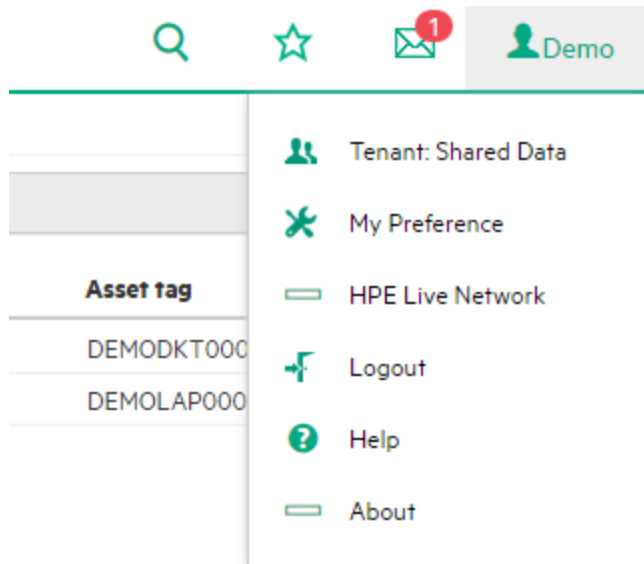 1
Demo
Tenant: Shared Data
My Preference
Asset tag
HPE Live Network
DEMODKT000
Logout
DEMOLAP000
Help
About